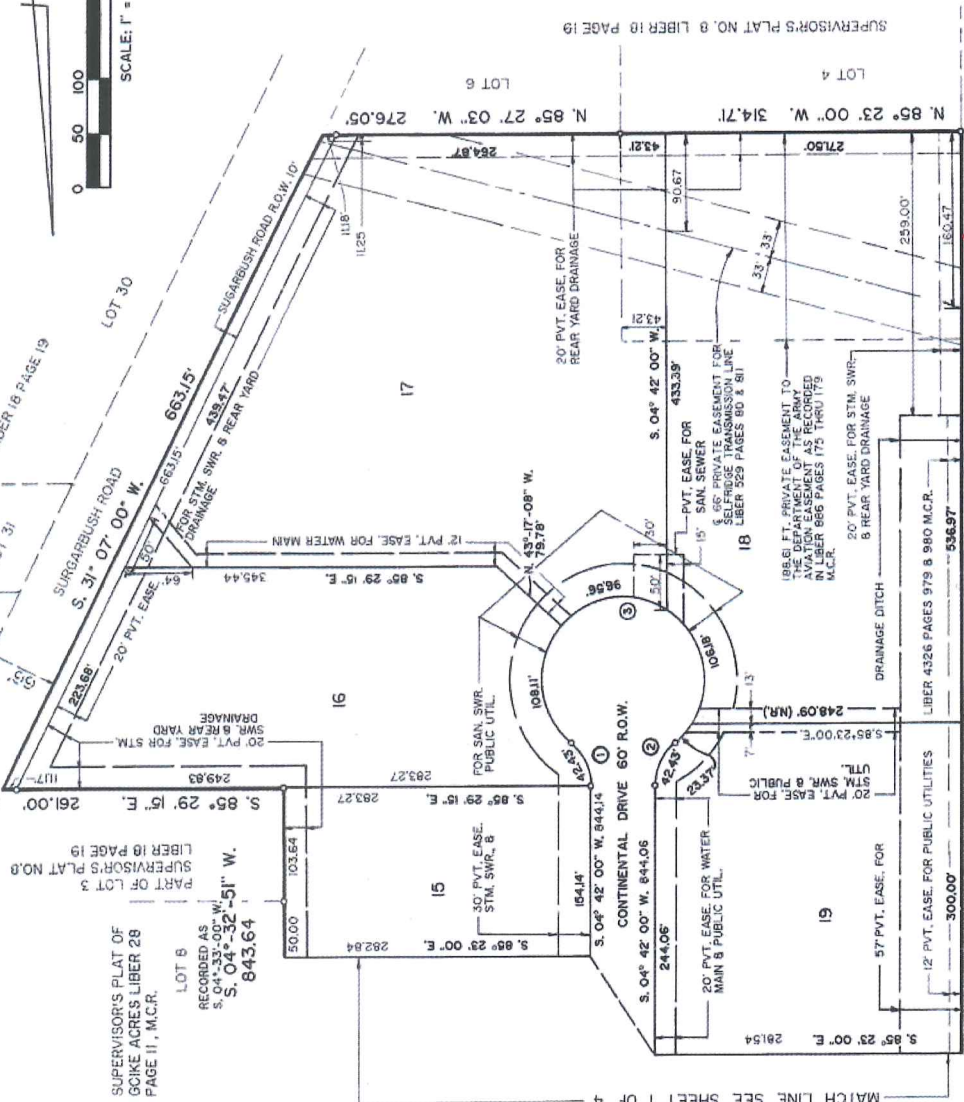 SCALE: 1" =
0
50
100
SUPERVISOR'S PLAT NO. 8 LIBER 18 PAGE 19
LOT 6
LOT 4
N. 85° 27' 03" W. 276.05'
N. 85° 23' 00" W. 314.71'
264.87'
43.21'
271.50'
LIBER 18 PAGE 19
LOT 30
LOT 31
SURGARBUSH ROAD
S. 31° 07' 00" W. 663.15'
SUGARBUSH ROAD R.O.W. 10'
11.18'
11.25
439.47'
663.15'
223.68'
20' PVT. EASE.
FOR STM. SWR. & REAR YARD
DRAINAGE
50'
64'
11.17'
17
20' PVT. EASE. FOR
REAR YARD DRAINAGE
90.67
33'
33'
259.00'
160.47
43.21
S. 04° 42' 00" W.
433.39'
PVT. EASE. FOR
SAN. SEWER
15'
℄ 66' PRIVATE EASEMENT FOR
SELFRIDGE TRANSMISSION LINE
LIBER 529 PAGES 80 & 811
18
188.61 FT. PRIVATE EASEMENT TO
THE DEPARTMENT OF THE ARMY
AVIATION EASEMENT AS RECORDED
IN LIBER 886 PAGES 175 THRU 179
M.C.R.
20' PVT. EASE. FOR STM. SWR.
& REAR YARD DRAINAGE
DRAINAGE DITCH
LIBER 4326 PAGES 979 & 980 M.C.R.
536.97'
12' PVT. EASE. FOR WATER MAIN
345.44
S. 85° 29' 15" E.
N. 43°-17'-08" W.
79.78'
30'
50'
96.56'
③
108.11'
106.18'
42.45'
①
②
42.43'
23.37'
13'
7'
248.09' (N.R.)
S. 85° 23' 00" E.
20' PVT. EASE. FOR
STM. SWR. & PUBLIC
UTIL.
16
20' PVT. EASE. FOR STM.
SWR. & REAR YARD
DRAINAGE
249.83
261.00'
S. 85° 29' 15" E.
283.27
283.27
S. 85° 29' 15" E.
FOR SAN. SWR.
PUBLIC UTIL.
30' PVT. EASE.
STM. SWR., &
PART OF LOT 3
SUPERVISOR'S PLAT NO.8
LIBER 18 PAGE 19
SUPERVISOR'S PLAT OF
GOIKE ACRES LIBER 28
PAGE 11, M.C.R.
LOT 8
RECORDED AS
S. 04°-33'-00" W.
S. 04°-32'-51" W.
843.64
50.00
103.64
15
282.84
S. 85° 23' 00" E.
154.14'
S. 04° 42' 00" W. 844.14
CONTINENTAL DRIVE 60' R.O.W.
S. 04° 42' 00" W. 844.06
244.06'
20' PVT. EASE. FOR WATER
MAIN & PUBLIC UTIL.
19
57' PVT. EASE. FOR
12' PVT. EASE. FOR PUBLIC UTILITIES
300.00'
281.54
S. 85° 23' 00" E.
MATCH LINE SEE SHEET 1 OF 4